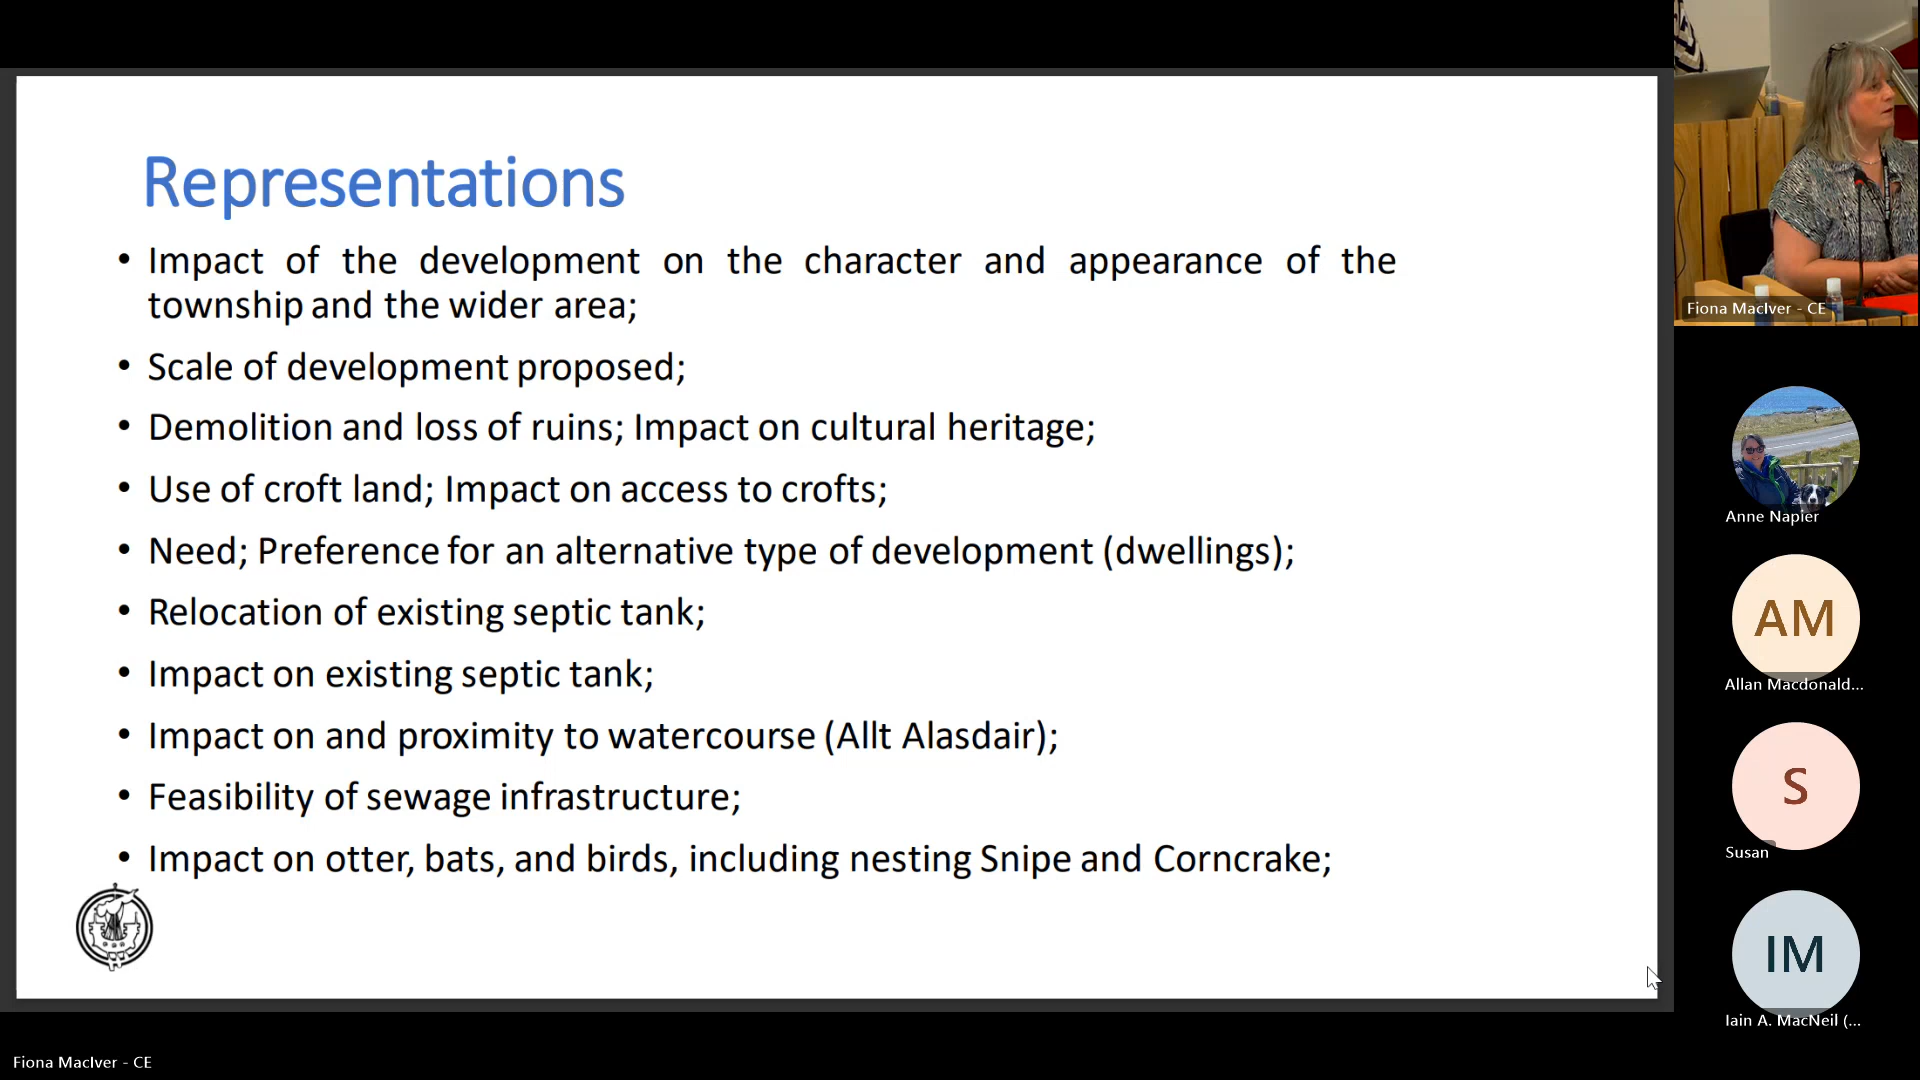 Representations
• Impact of the development on the character and appearance of the
township and the wider area;
• Scale of development proposed;
• Demolition and loss of ruins; Impact on cultural heritage;
• Use of croft land; Impact on access to crofts;
• Need; Preference for an alternative type of development (dwellings);
• Relocation of existing septic tank;
• Impact on existing septic tank;
• Impact on and proximity to watercourse (Allt Alasdair);
• Feasibility of sewage infrastructure;
• Impact on otter, bats, and birds, including nesting Snipe and Corncrake;
Fiona MacIver - CE
Anne Napier
AM
Allan Macdonald...
S
Susan
IM
Iain A. MacNeil (...
Fiona MacIver - CE